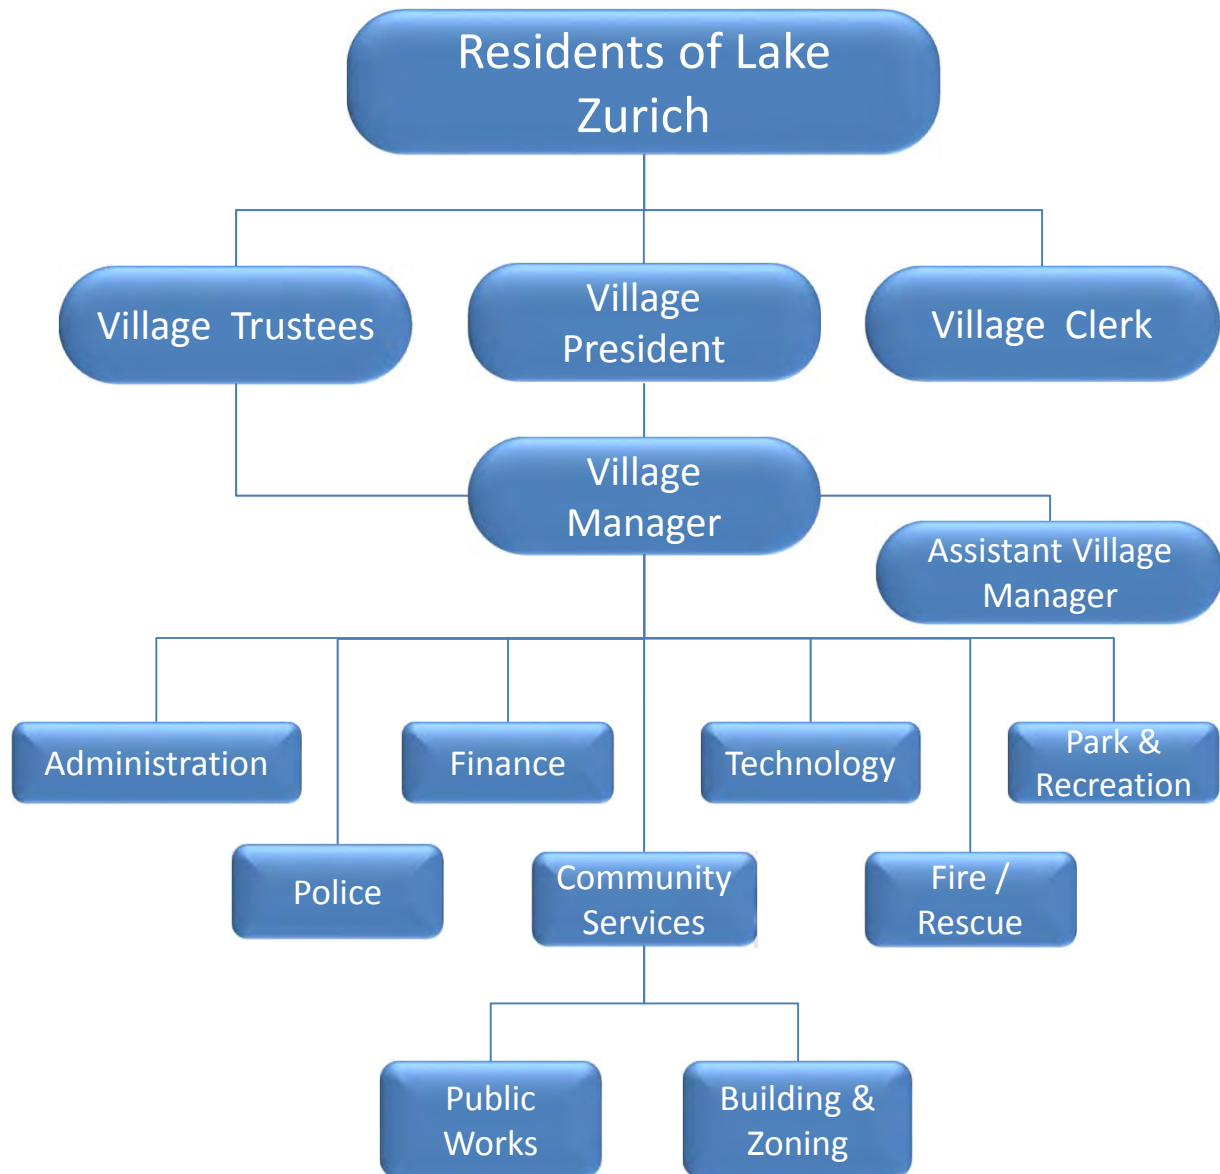 Residents of Lake
Zurich
Village Trustees
Village
President
Village Clerk
Village
Manager
Assistant Village
Manager
Administration
Finance
Technology
Park &
Recreation
Police
Community
Services
Fire /
Rescue
Public
Works
Building &
Zoning